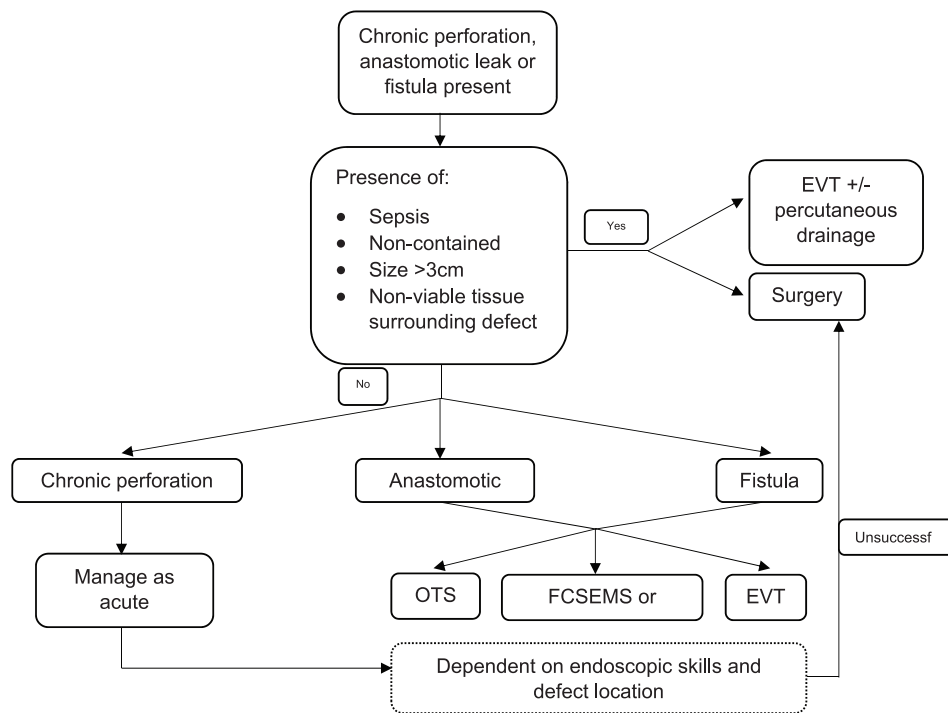 Chronic perforation,
anastomotic leak or
fistula present
Presence of:
● Sepsis
● Non-contained
● Size >3cm
● Non-viable tissue
surrounding defect
Yes
EVT +/-
percutaneous
drainage
Surgery
No
Chronic perforation
Anastomotic
Fistula
Unsuccessf
Manage as
acute
OTS
FCSEMS or
EVT
Dependent on endoscopic skills and
defect location